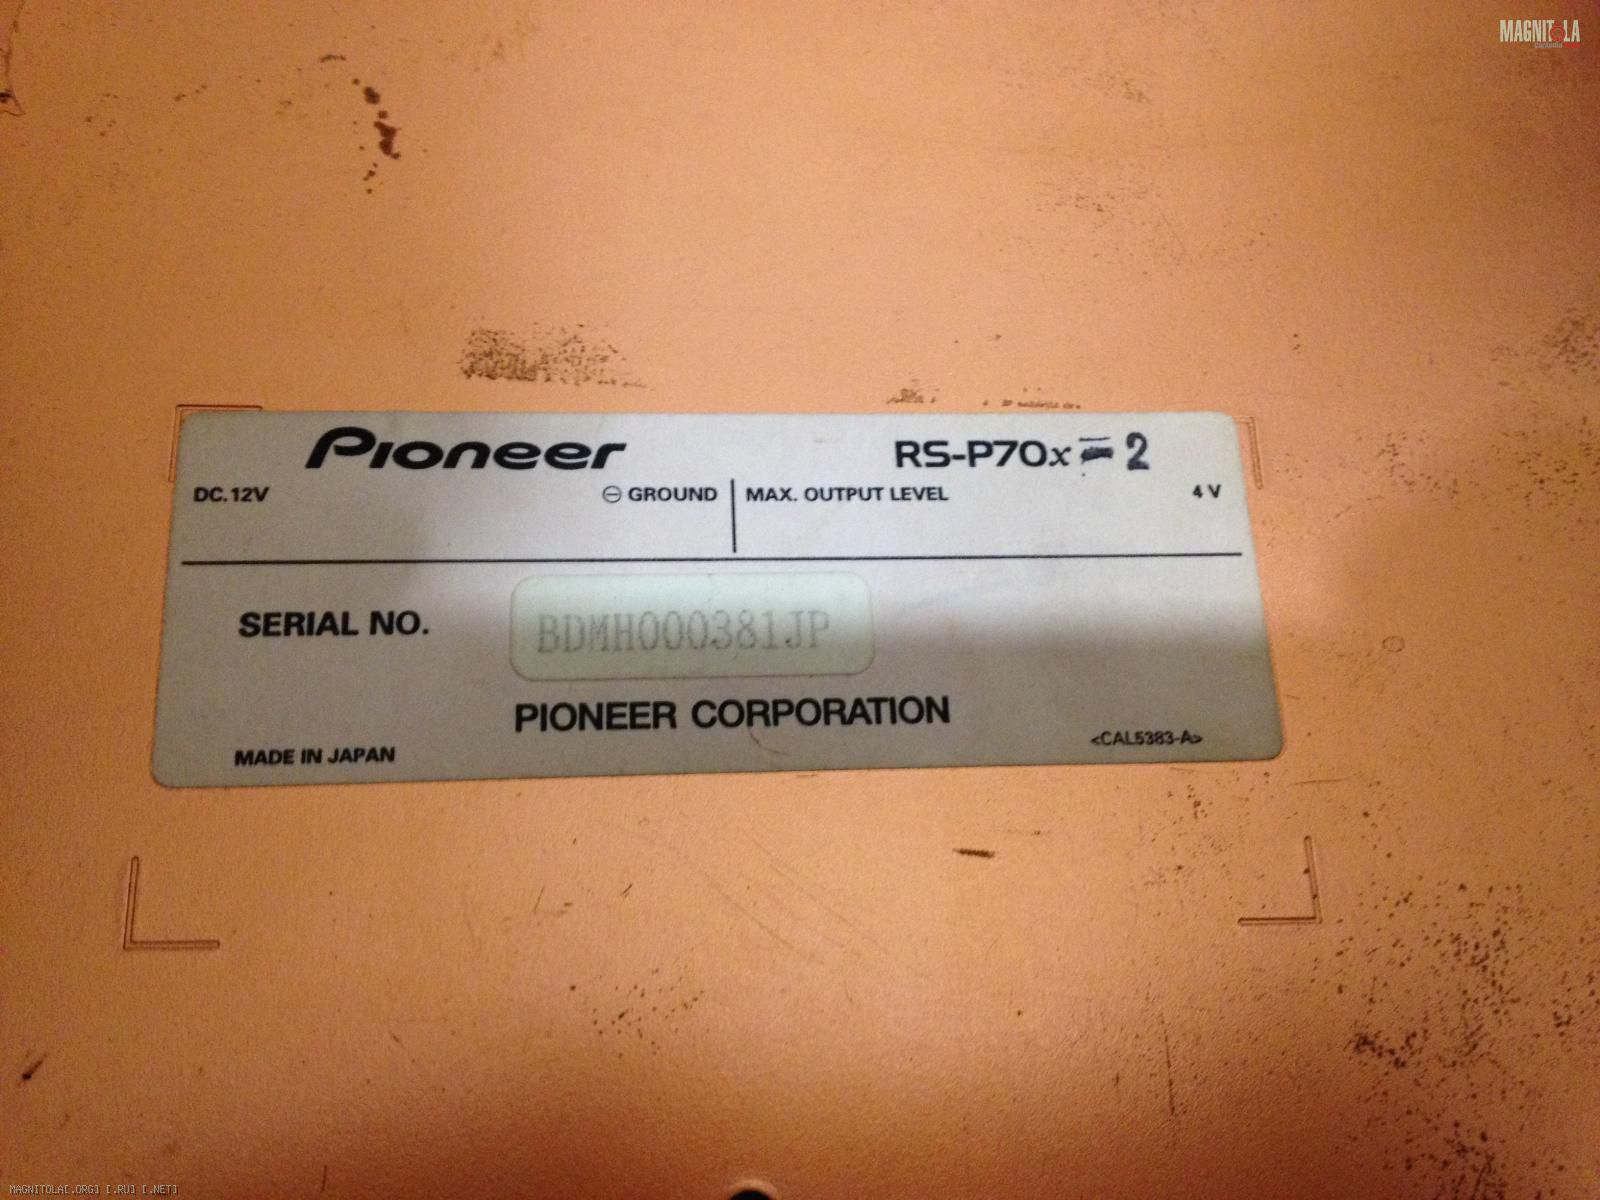 MAGNITOLA
Pioneer RS-P70x-2
DC.12V ⊖ GROUND MAX. OUTPUT LEVEL 4 V
SERIAL NO. BDMH000381JP
PIONEER CORPORATION
MADE IN JAPAN <CAL5383-A>
MAGNITOLA[.ORG] [.RU] [.NET]